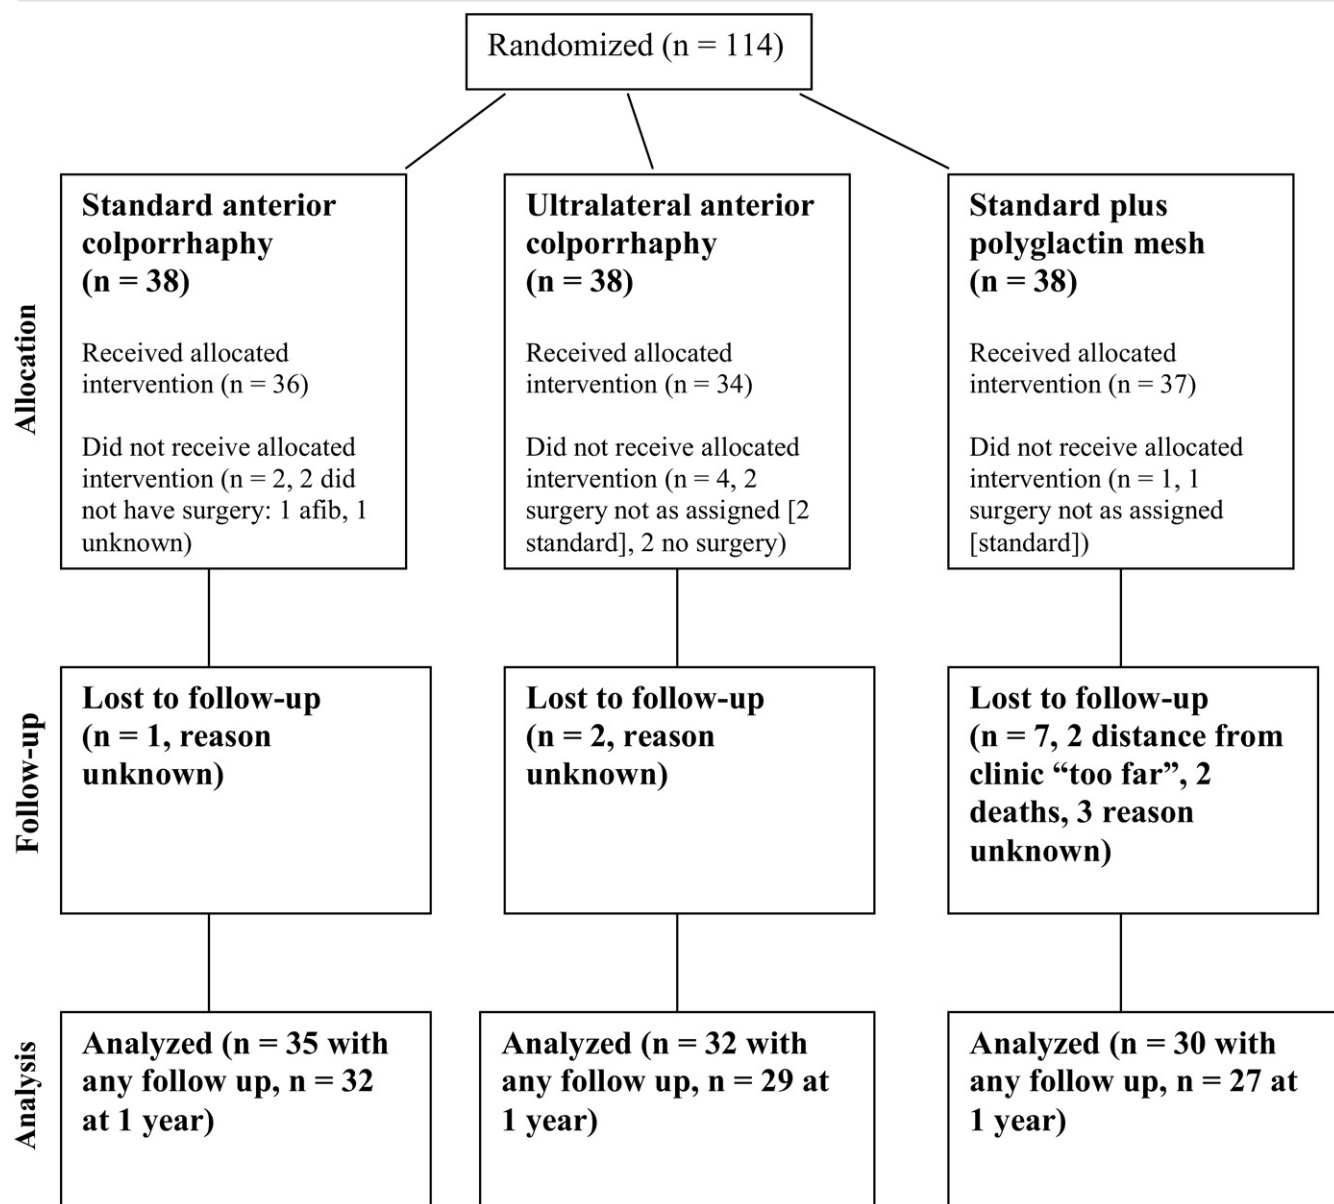 Randomized (n = 114)
Allocation
Standard anterior
colporrhaphy
(n = 38)
Received allocated
intervention (n = 36)
Did not receive allocated
intervention (n = 2, 2 did
not have surgery: 1 afib, 1
unknown)
Ultralateral anterior
colporrhaphy
(n = 38)
Received allocated
intervention (n = 34)
Did not receive allocated
intervention (n = 4, 2
surgery not as assigned [2
standard], 2 no surgery)
Standard plus
polyglactin mesh
(n = 38)
Received allocated
intervention (n = 37)
Did not receive allocated
intervention (n = 1, 1
surgery not as assigned
[standard])
Follow-up
Lost to follow-up
(n = 1, reason
unknown)
Lost to follow-up
(n = 2, reason
unknown)
Lost to follow-up
(n = 7, 2 distance from
clinic “too far”, 2
deaths, 3 reason
unknown)
Analysis
Analyzed (n = 35 with
any follow up, n = 32
at 1 year)
Analyzed (n = 32 with
any follow up, n = 29 at
1 year)
Analyzed (n = 30 with
any follow up, n = 27 at
1 year)